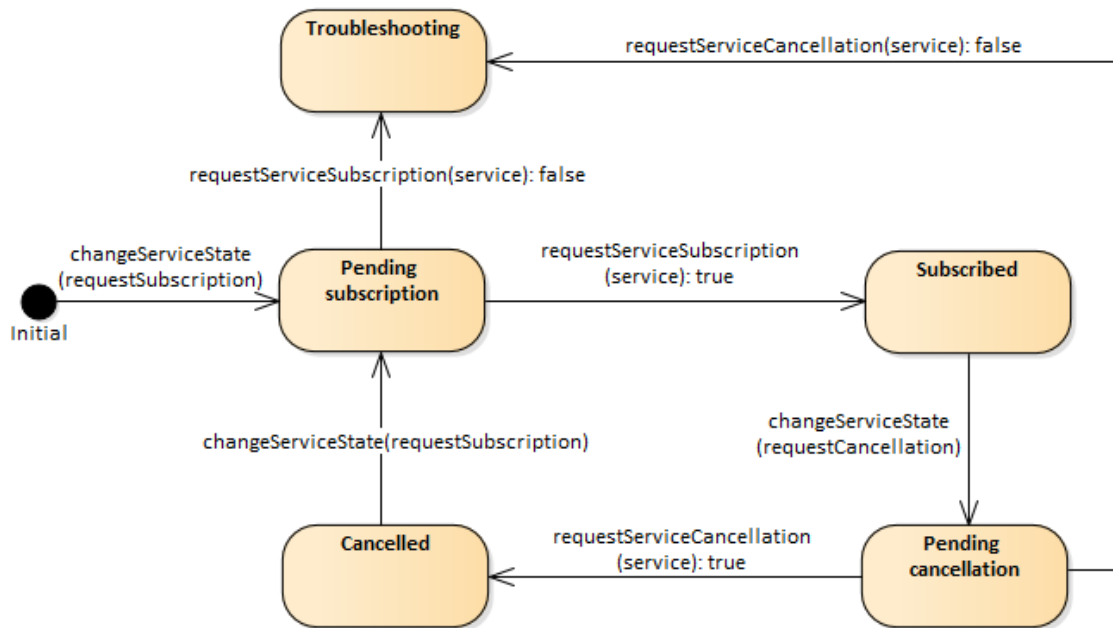 Troubleshooting
requestServiceCancellation(service): false
requestServiceSubscription(service): false
changeServiceState
(requestSubscription)
Initial
Pending
subscription
requestServiceSubscription
(service): true
Subscribed
changeServiceState(requestSubscription)
changeServiceState
(requestCancellation)
Cancelled
requestServiceCancellation
(service): true
Pending
cancellation